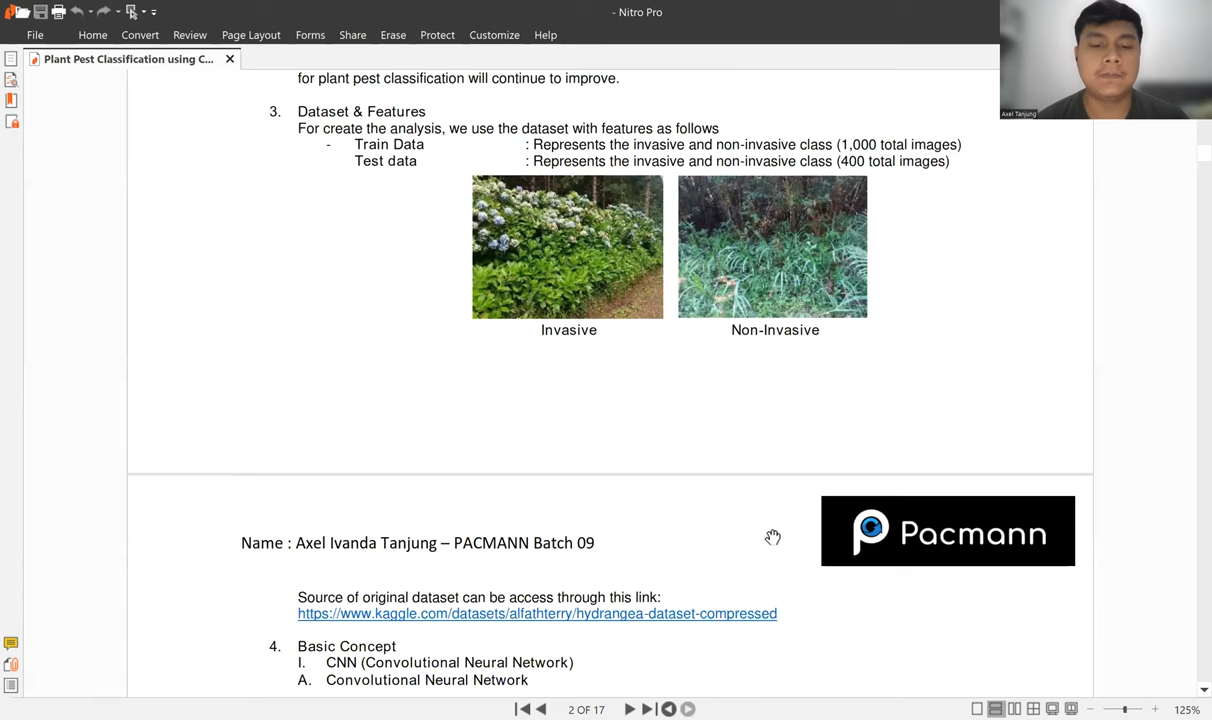 - Nitro Pro
File Home Convert Review Page Layout Forms Share Erase Protect Customize Help
Plant Pest Classification using C...
Axel Tanjung
for plant pest classification will continue to improve.
3. Dataset & Features
For create the analysis, we use the dataset with features as follows
- Train Data : Represents the invasive and non-invasive class (1,000 total images)
Test data : Represents the invasive and non-invasive class (400 total images)
Invasive Non-Invasive
Pacmann
Name : Axel Ivanda Tanjung – PACMANN Batch 09
Source of original dataset can be access through this link:
https://www.kaggle.com/datasets/alfathterry/hydrangea-dataset-compressed
4. Basic Concept
I. CNN (Convolutional Neural Network)
A. Convolutional Neural Network
2 OF 17
125%